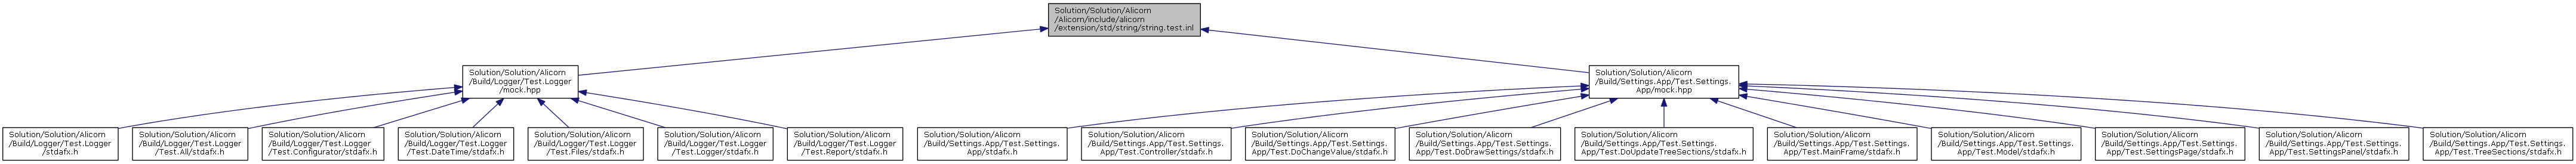 Solution/Solution/Alicorn
/Alicorn/include/alicorn
/extension/std/string/string.test.inl
Solution/Solution/Alicorn
/Build/Logger/Test.Logger
/mock.hpp
Solution/Solution/Alicorn
/Build/Settings.App/Test.Settings.
App/mock.hpp
Solution/Solution/Alicorn
/Build/Logger/Test.Logger
/stdafx.h
Solution/Solution/Alicorn
/Build/Logger/Test.Logger
/Test.All/stdafx.h
Solution/Solution/Alicorn
/Build/Logger/Test.Logger
/Test.Configurator/stdafx.h
Solution/Solution/Alicorn
/Build/Logger/Test.Logger
/Test.DateTime/stdafx.h
Solution/Solution/Alicorn
/Build/Logger/Test.Logger
/Test.Files/stdafx.h
Solution/Solution/Alicorn
/Build/Logger/Test.Logger
/Test.Logger/stdafx.h
Solution/Solution/Alicorn
/Build/Logger/Test.Logger
/Test.Report/stdafx.h
Solution/Solution/Alicorn
/Build/Settings.App/Test.Settings.
App/stdafx.h
Solution/Solution/Alicorn
/Build/Settings.App/Test.Settings.
App/Test.Controller/stdafx.h
Solution/Solution/Alicorn
/Build/Settings.App/Test.Settings.
App/Test.DoChangeValue/stdafx.h
Solution/Solution/Alicorn
/Build/Settings.App/Test.Settings.
App/Test.DoDrawSettings/stdafx.h
Solution/Solution/Alicorn
/Build/Settings.App/Test.Settings.
App/Test.DoUpdateTreeSections/stdafx.h
Solution/Solution/Alicorn
/Build/Settings.App/Test.Settings.
App/Test.MainFrame/stdafx.h
Solution/Solution/Alicorn
/Build/Settings.App/Test.Settings.
App/Test.Model/stdafx.h
Solution/Solution/Alicorn
/Build/Settings.App/Test.Settings.
App/Test.SettingsPage/stdafx.h
Solution/Solution/Alicorn
/Build/Settings.App/Test.Settings.
App/Test.SettingsPanel/stdafx.h
Solution/Solution/Alicorn
/Build/Settings.App/Test.Settings.
App/Test.TreeSections/stdafx.h